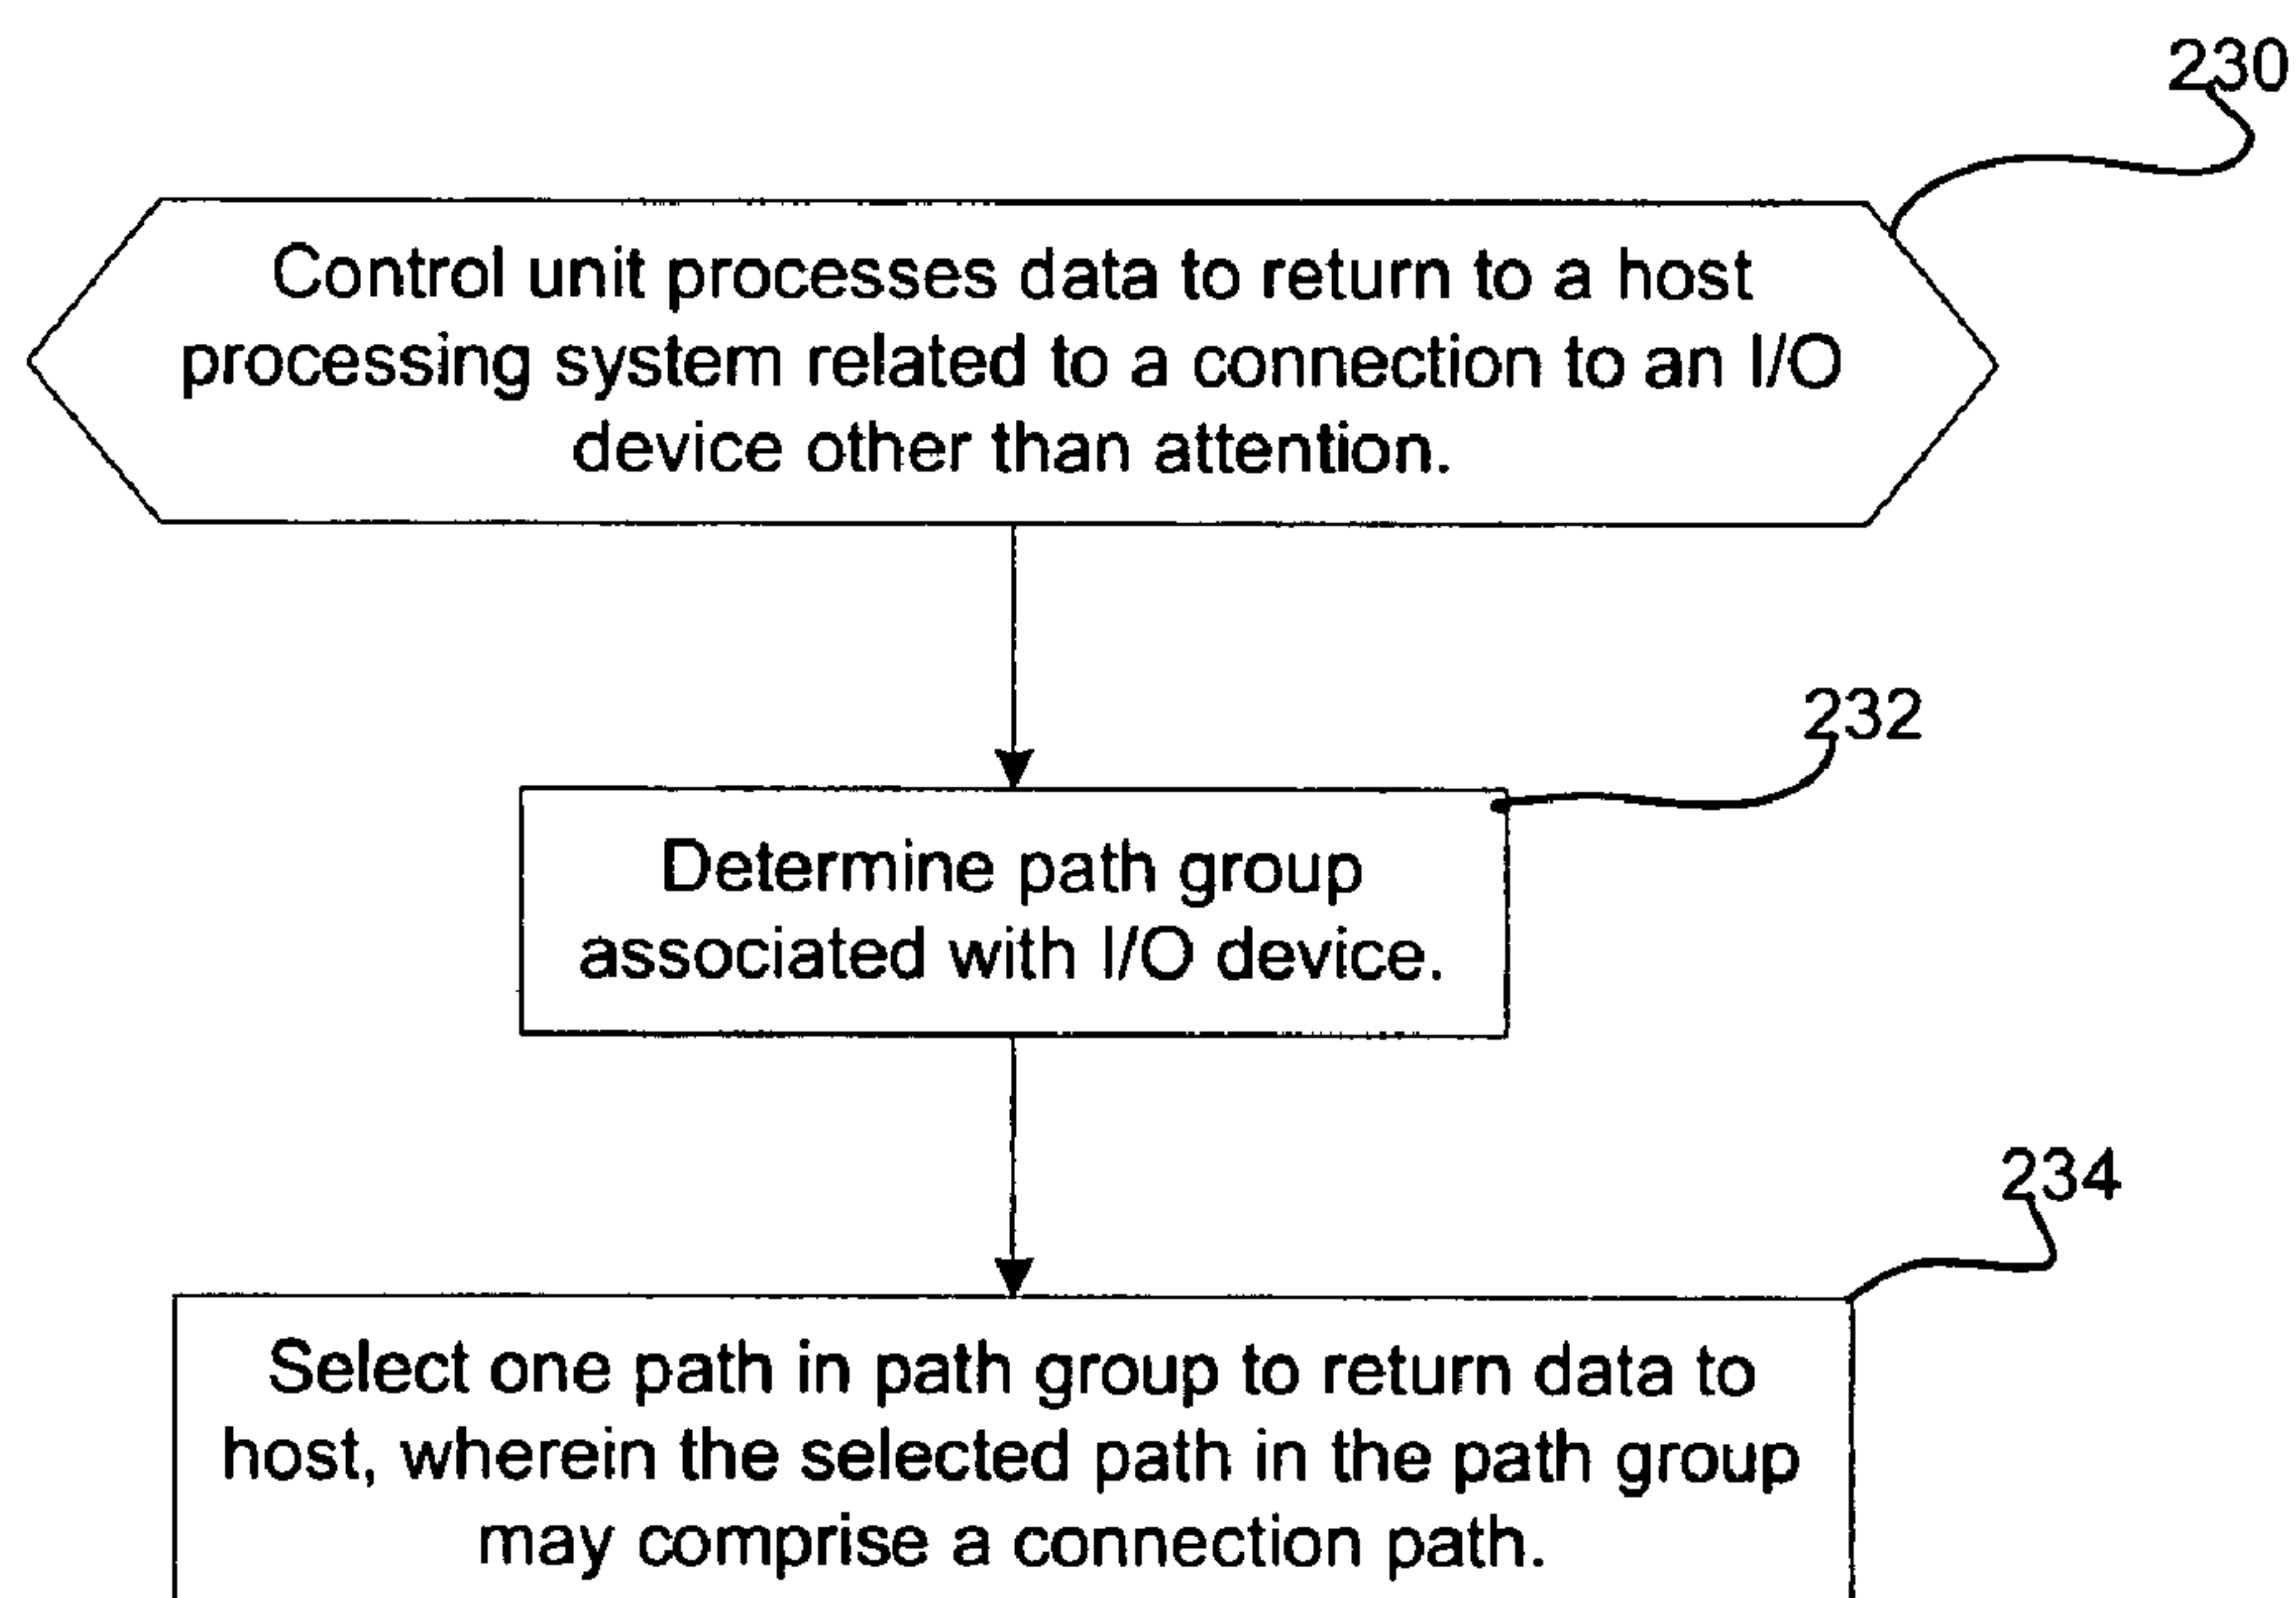 230
Control unit processes data to return to a host
processing system related to a connection to an I/O
device other than attention.
232
Determine path group
associated with I/O device.
234
Select one path in path group to return data to
host, wherein the selected path in the path group
may comprise a connection path.